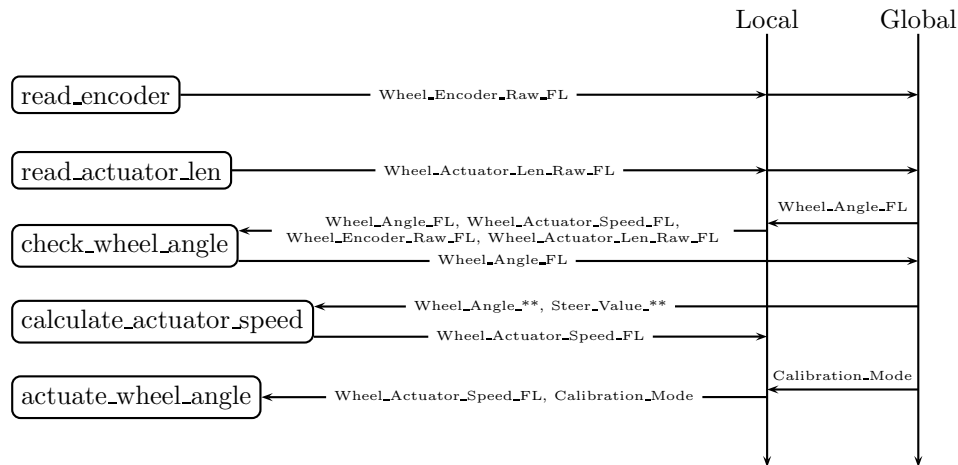 Local Global
read_encoder Wheel_Encoder_Raw_FL
read_actuator_len Wheel_Actuator_Len_Raw_FL
Wheel_Angle_FL
Wheel_Angle_FL, Wheel_Actuator_Speed_FL,
check_wheel_angle Wheel_Encoder_Raw_FL, Wheel_Actuator_Len_Raw_FL
Wheel_Angle_FL
Wheel_Angle_**, Steer_Value_**
calculate_actuator_speed
Wheel_Actuator_Speed_FL
Calibration_Mode
actuate_wheel_angle Wheel_Actuator_Speed_FL, Calibration_Mode